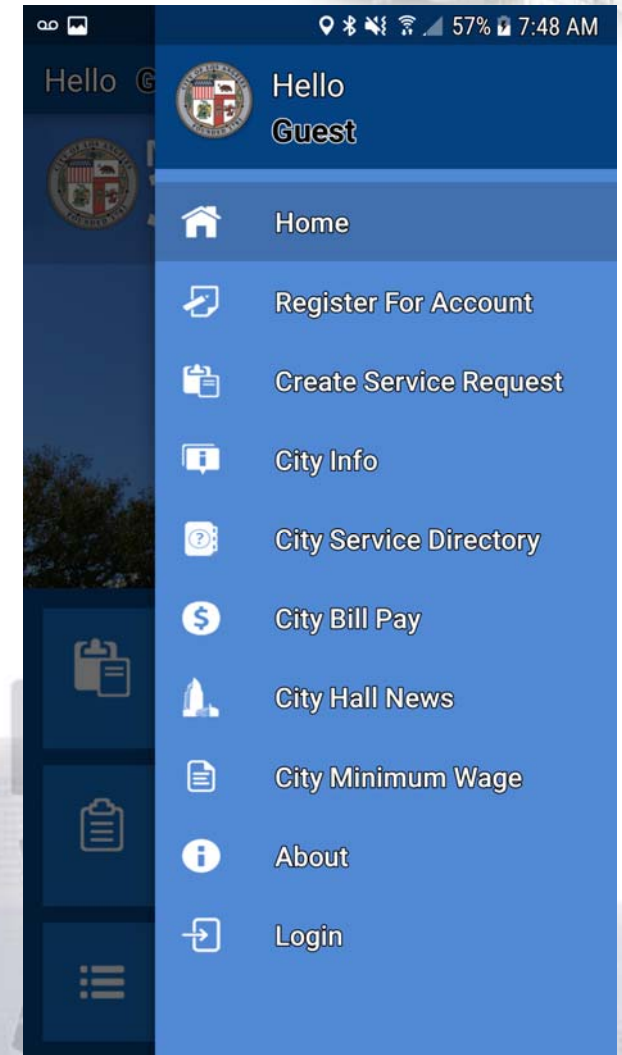 57% 7:48 AM
Hello
Hello
Guest
Home
Register For Account
Create Service Request
City Info
City Service Directory
City Bill Pay
City Hall News
City Minimum Wage
About
Login